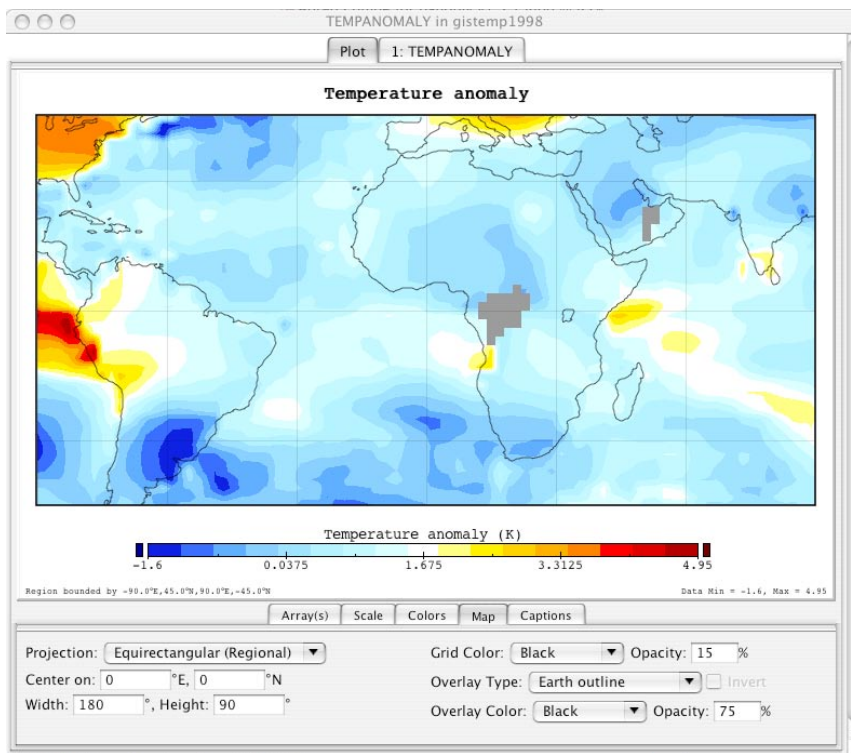 TEMPANOMALY in gistemp1998
Plot 1: TEMPANOMALY
Temperature anomaly
Temperature anomaly (K)
-1.6 0.0375 1.675 3.3125 4.95
Region bounded by -90.0°E,45.0°N,90.0°E,-45.0°N Data Min = -1.6, Max = 4.95
Array(s) Scale Colors Map Captions
Projection: Equirectangular (Regional) Grid Color: Black Opacity: 15 %
Center on: 0 °E, 0 °N Overlay Type: Earth outline Invert
Width: 180 °, Height: 90 ° Overlay Color: Black Opacity: 75 %